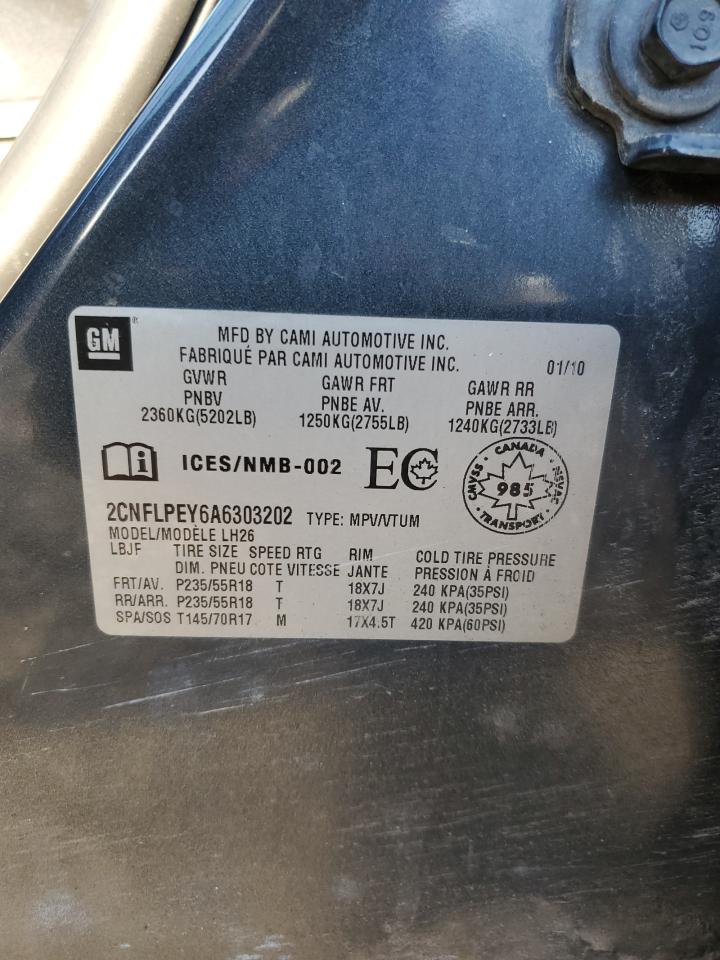 109
GM ®
MFD BY CAMI AUTOMOTIVE INC.
FABRIQUÉ PAR CAMI AUTOMOTIVE INC. 01/10
GVWR GAWR FRT GAWR RR
PNBV PNBE AV. PNBE ARR.
2360KG(5202LB) 1250KG(2755LB) 1240KG(2733LB)
i ICES/NMB-002 EC
CANADA
CMVSS 985 NSVAC
TRANSPORT
2CNFLPEY6A6303202 TYPE: MPV/VTUM
MODEL/MODÈLE LH26
LBJF TIRE SIZE SPEED RTG RIM COLD TIRE PRESSURE
DIM. PNEU COTE VITESSE JANTE PRESSION À FROID
FRT/AV. P235/55R18 T 18X7J 240 KPA(35PSI)
RR/ARR. P235/55R18 T 18X7J 240 KPA(35PSI)
SPA/SOS T145/70R17 M 17X4.5T 420 KPA(60PSI)